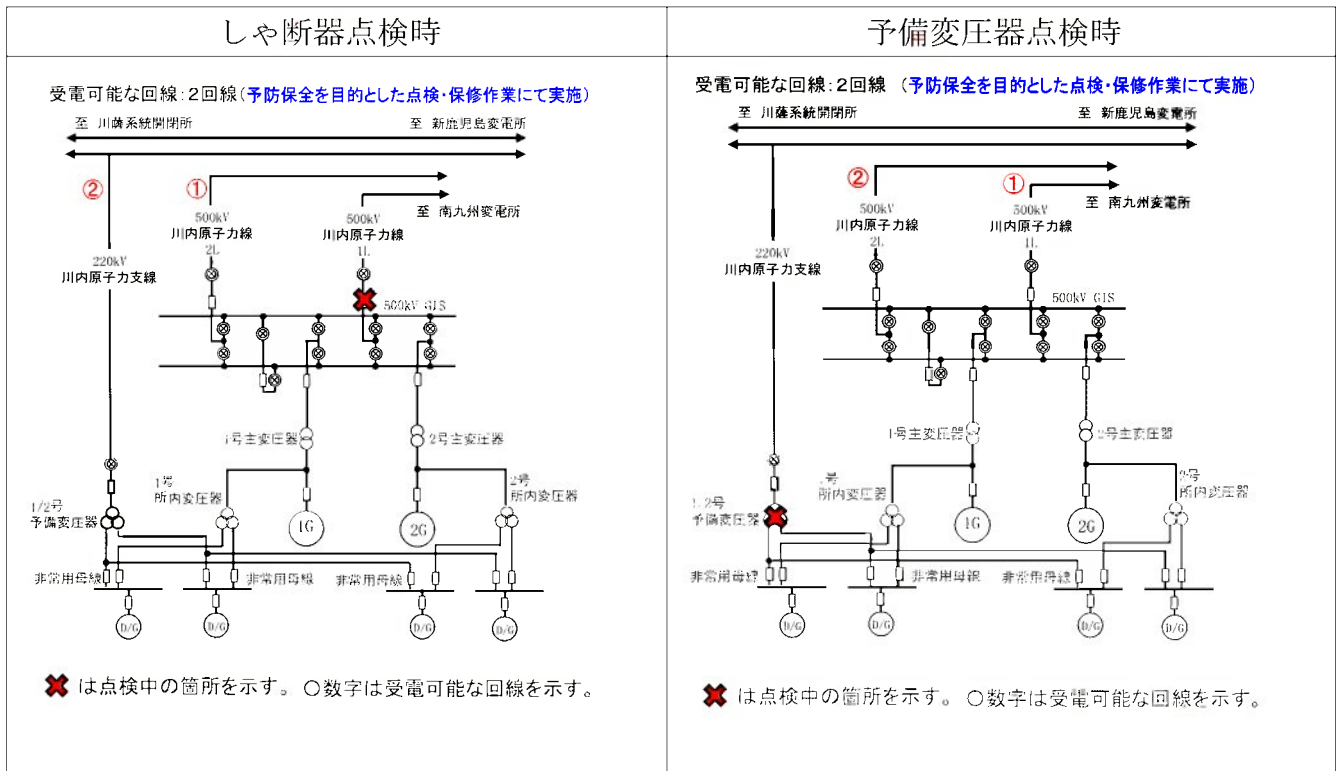 しゃ断器点検時
受電可能な回線:2回線(予防保全を目的とした点検・保修作業にて実施)
至 川薩系統開閉所
至 新鹿児島変電所
②
①
至 南九州変電所
500kV
川内原子力線
2L
500kV
川内原子力線
1L
220kV
川内原子力支線
500kV GIS
1号主変圧器
2号主変圧器
1号
所内変圧器
2号
所内変圧器
1/2号
予備変圧器
1G
2G
非常用母線
非常用母線
非常用母線
D/G
D/G
D/G
D/G
は点検中の箇所を示す。○数字は受電可能な回線を示す。
予備変圧器点検時
受電可能な回線:2回線 (予防保全を目的とした点検・保修作業にて実施)
至 川薩系統開閉所
至 新鹿児島変電所
②
①
至 南九州変電所
500kV
川内原子力線
2L
500kV
川内原子力線
1L
220kV
川内原子力支線
500kV GIS
1号主変圧器
2号主変圧器
1号
所内変圧器
2号
所内変圧器
1/2号
予備変圧器
1G
2G
非常用母線
非常用母線
非常用母線
D/G
D/G
D/G
D/G
は点検中の箇所を示す。○数字は受電可能な回線を示す。